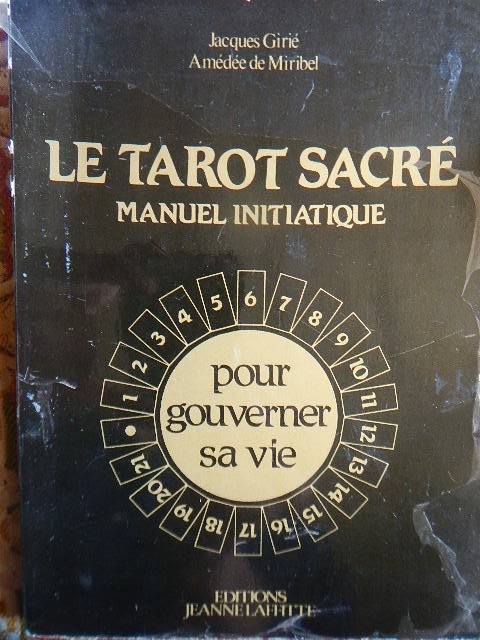 Jacques Girié
Amédée de Miribel
LE TAROT SACRÉ
MANUEL INITIATIQUE
1 2 3 4 5 6 7 8 9 10 11 12 13 14 15 16 17 18 19 20 21
pour
gouverner
sa vie
EDITIONS
JEANNE LAFFITTE